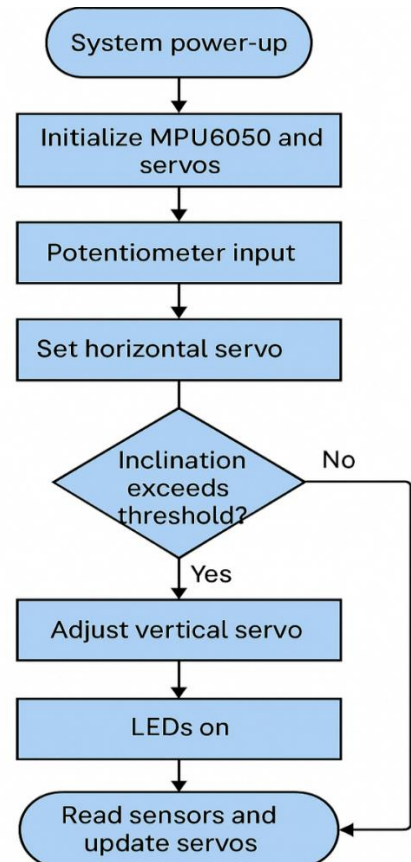 System power-up
Initialize MPU6050 and
servos
Potentiometer input
Set horizontal servo
Inclination
exceeds
threshold?
No
Yes
Adjust vertical servo
LEDs on
Read sensors and
update servos